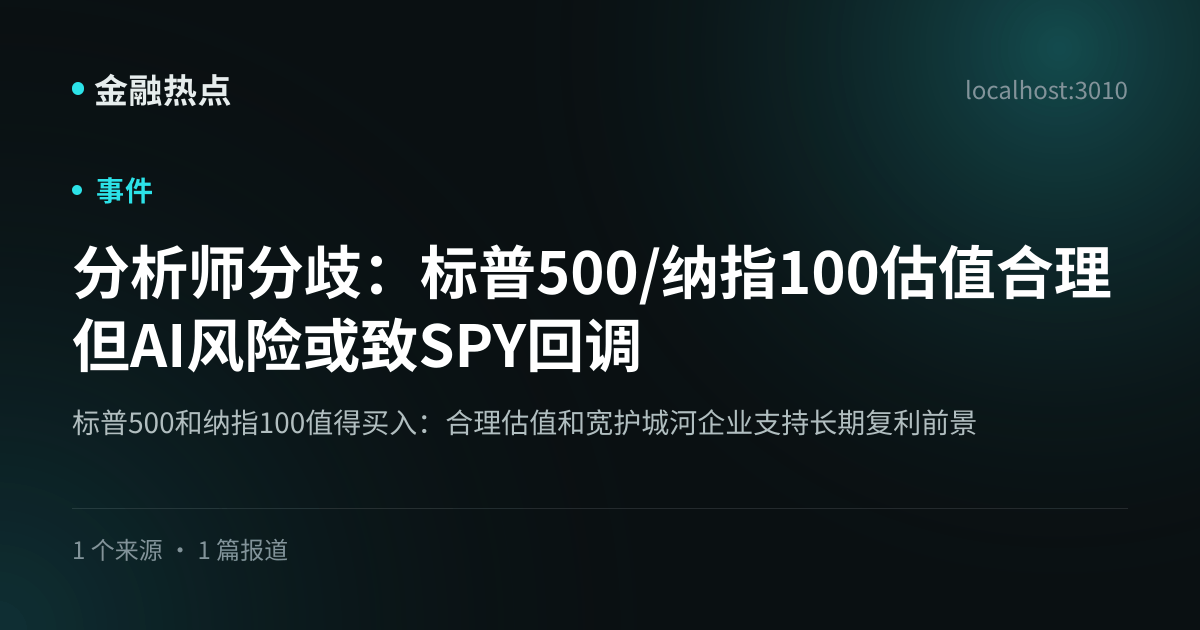 金融热点
localhost:3010
事件
分析师分歧：标普500/纳指100估值合理
但AI风险或致SPY回调
标普500和纳指100值得买入：合理估值和宽护城河企业支持长期复利前景
1 个来源 · 1 篇报道